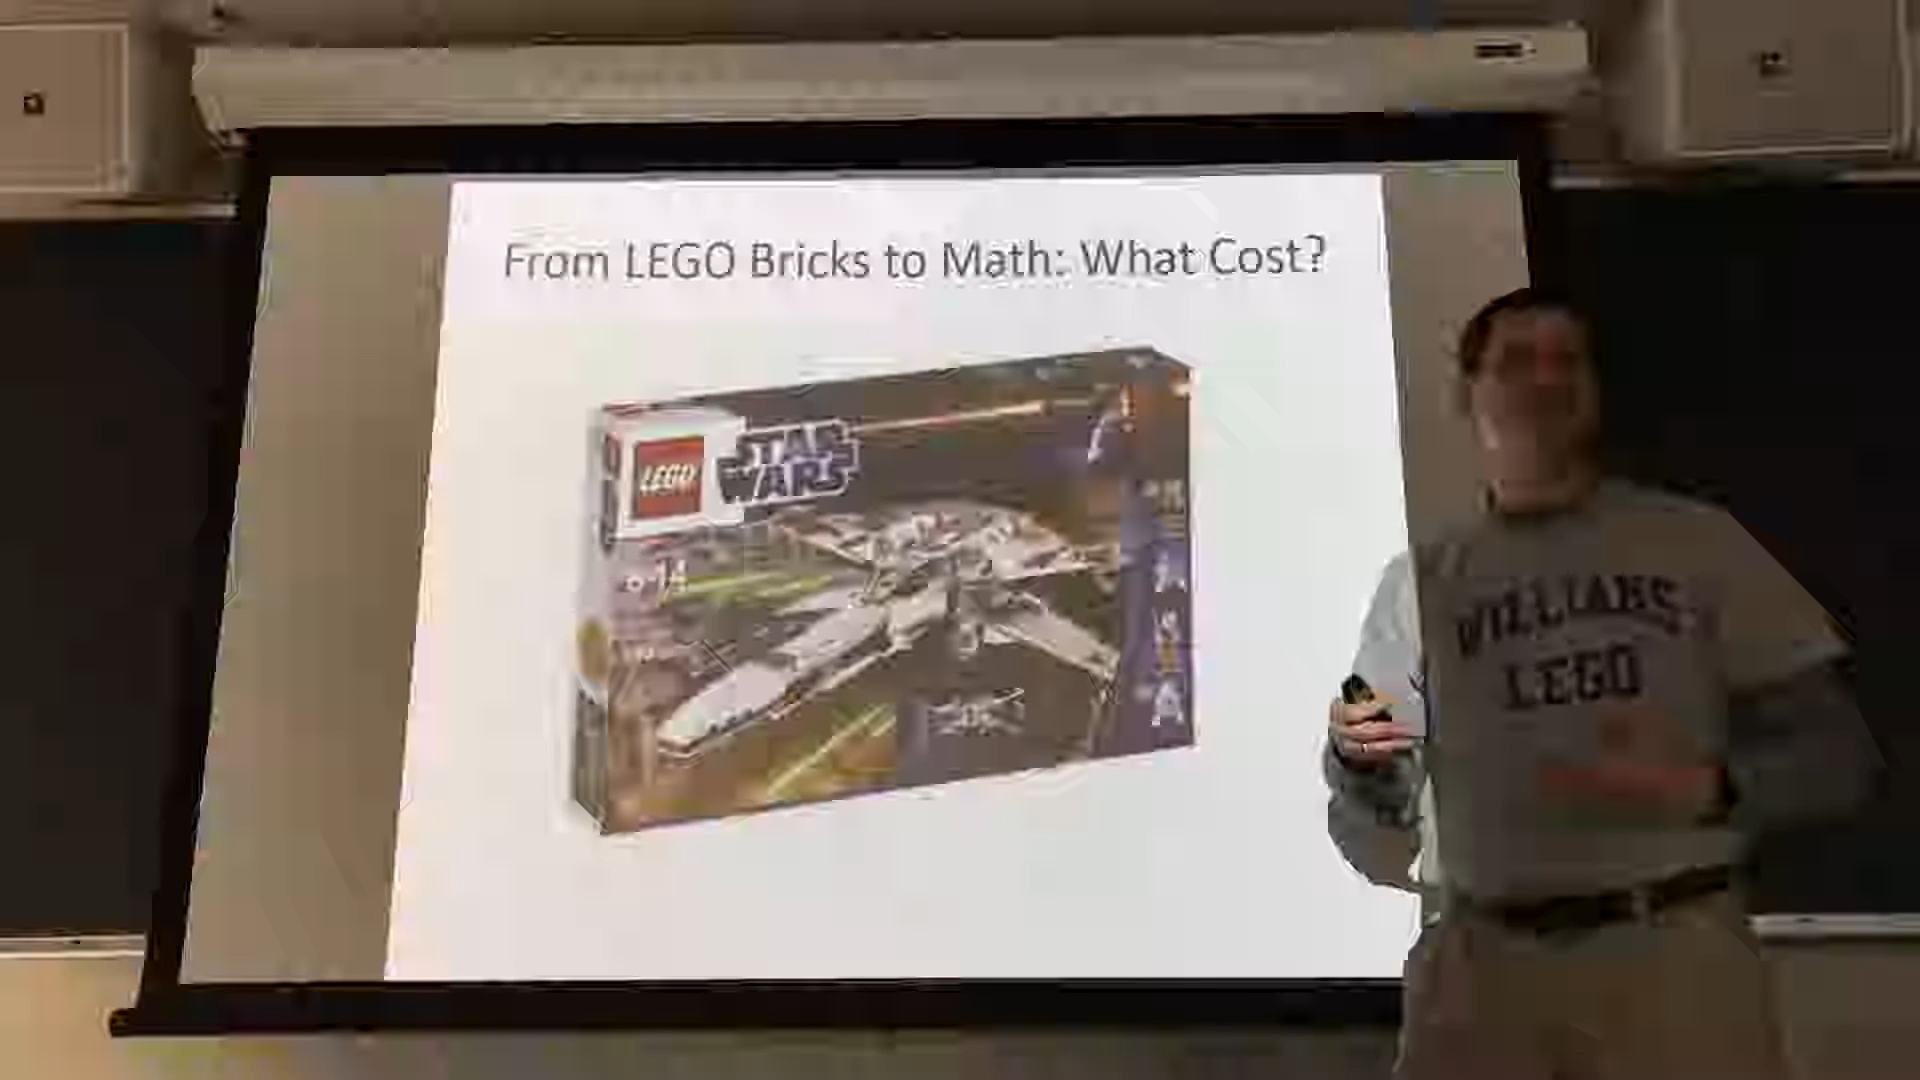 From LEGO Bricks to Math: What Cost?
LEGO
STAR
WARS
WILLIAMS
LEGO